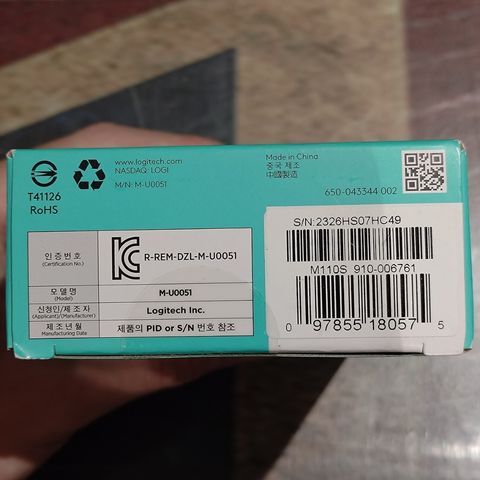 www.logitech.com
NASDAQ: LOGI
M/N: M-U0051
Made in China
중국 제조
中國製造
650-043344 002
T41126
RoHS
인 증 번 호
(Certification No.)
R-REM-DZL-M-U0051
모 델 명
(Model)
M-U0051
신청인/제 조 자
(Applicant)/(Manufacturer)
Logitech Inc.
제 조 년 월
(Manufacturing Date)
제품의 PID or S/N 번호 참조
S/N:2326HS07HC49
M110S 910-006761
0 97855 18057 5